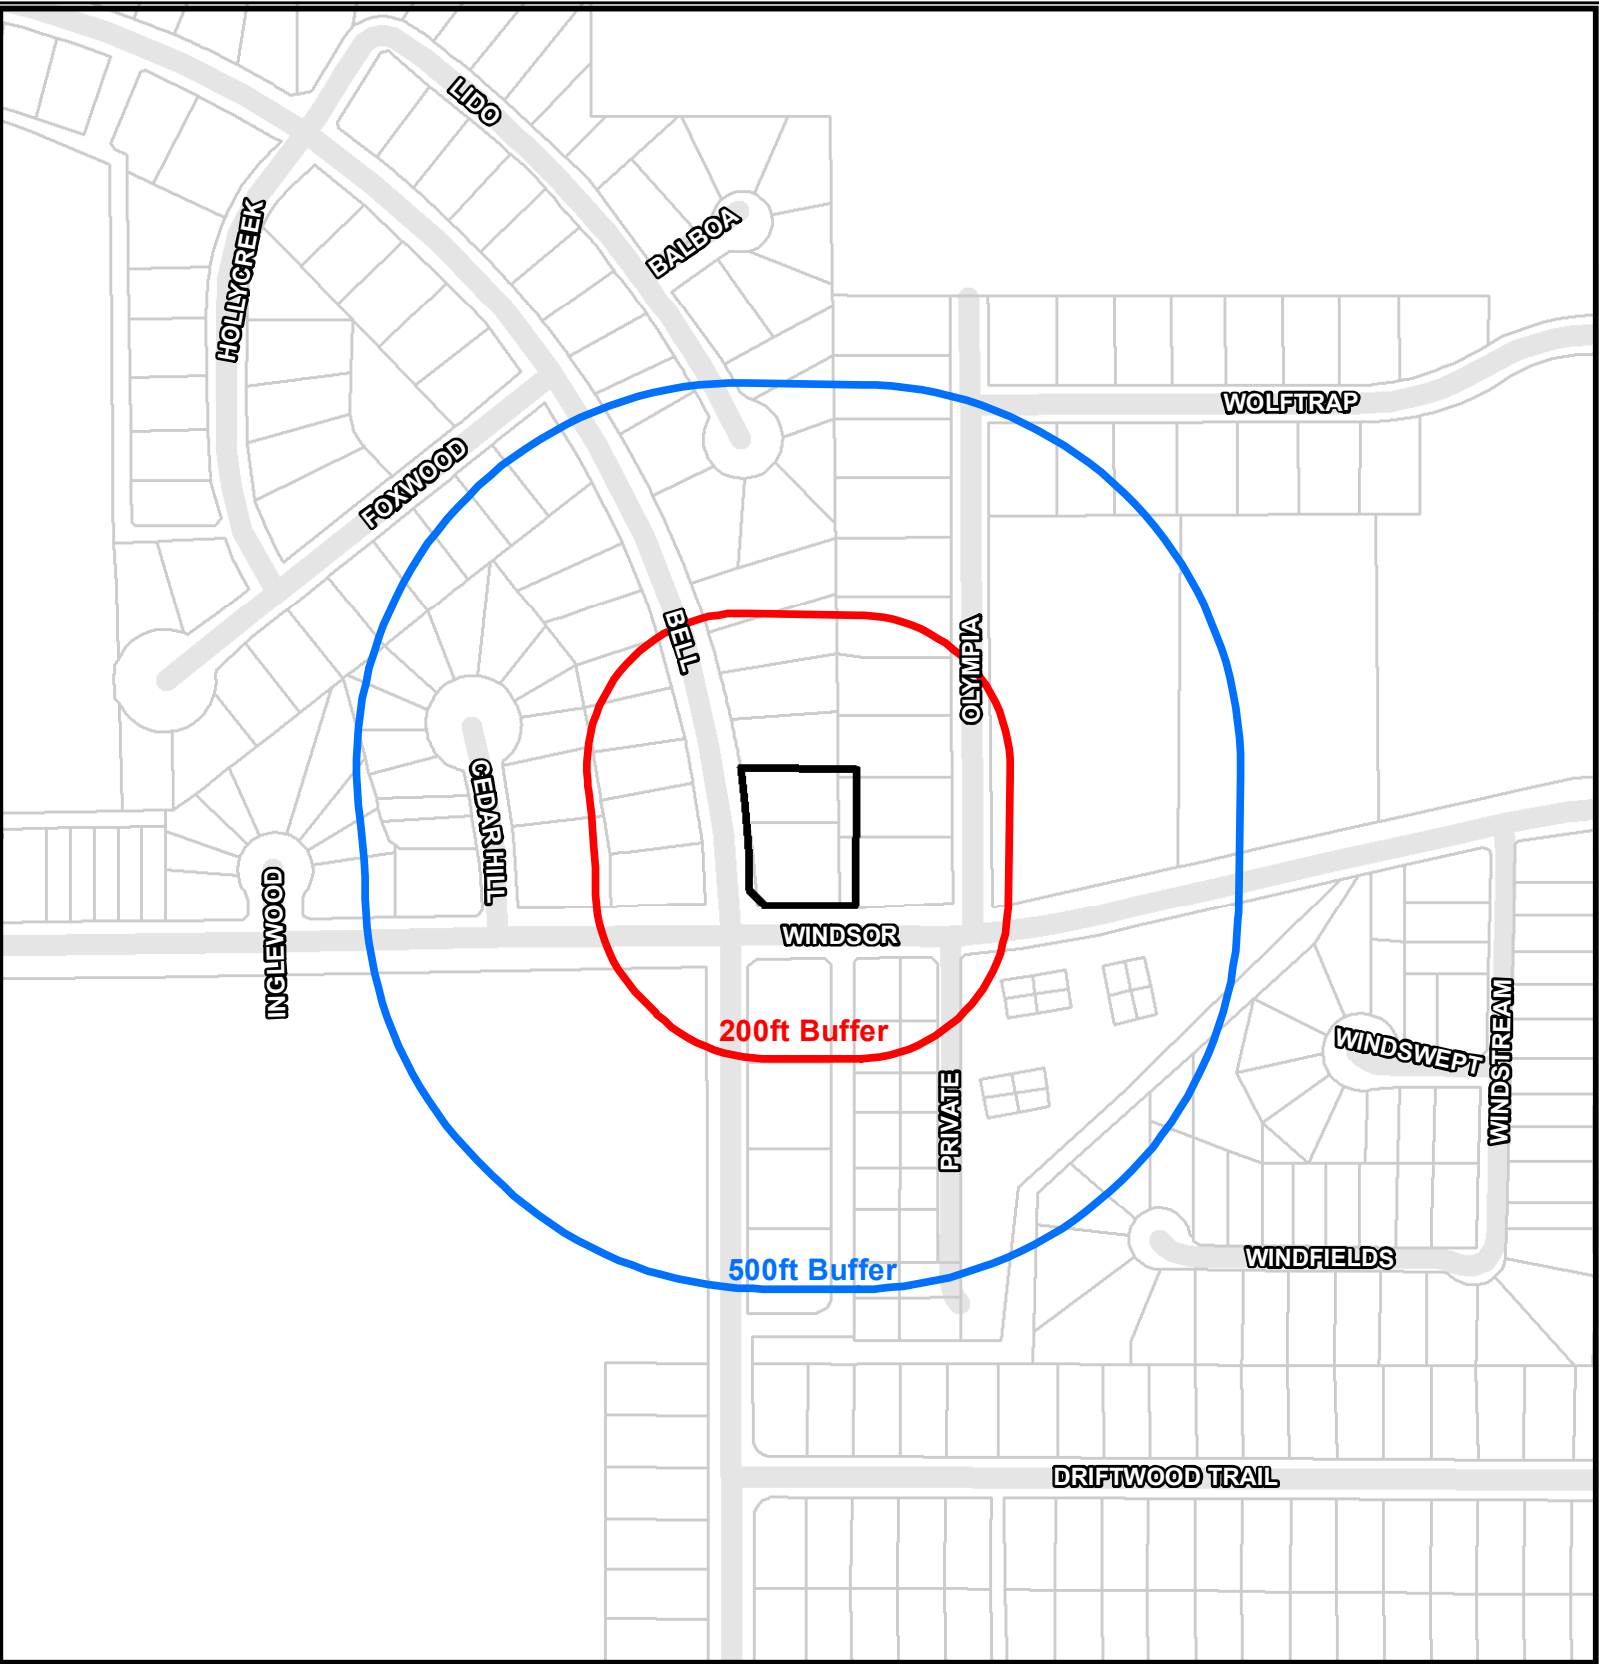 LIDO
BALBOA
HOLLYCREEK
WOLFTRAP
FOXWOOD
BELL
OLYMPIA
CEDAR HILL
INGLEWOOD
WINDSOR
200ft Buffer
WINDSWEPT
WINDSTREAM
PRIVATE
500ft Buffer
WINDFIELDS
DRIFTWOOD TRAIL